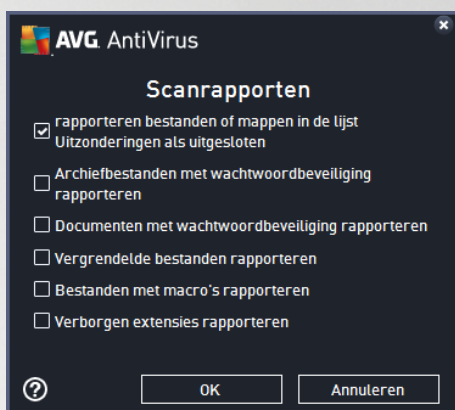 AVG. AntiVirus
Scanrapporten
rapporteren bestanden of mappen in de lijst
Uitzonderingen als uitgesloten
Archiefbestanden met wachtwoordbeveiliging
rapporteren
Documenten met wachtwoordbeveiliging rapporteren
Vergrendelde bestanden rapporteren
Bestanden met macro's rapporteren
Verborgen extensies rapporteren
?
OK
Annuleren